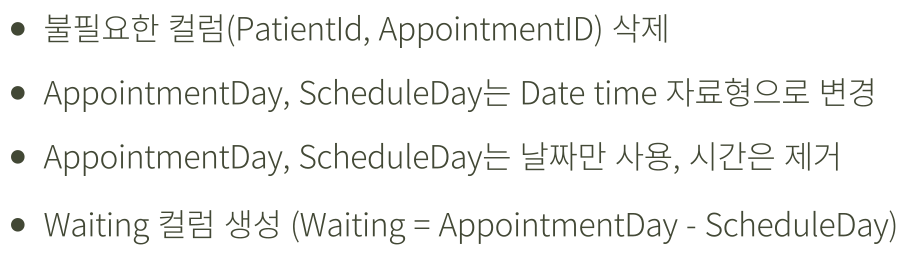 • 불필요한 컬럼(PatientId, AppointmentID) 삭제
• AppointmentDay, ScheduleDay는 Date time 자료형으로 변경
• AppointmentDay, ScheduleDay는 날짜만 사용, 시간은 제거
• Waiting 컬럼 생성 (Waiting = AppointmentDay - ScheduleDay)